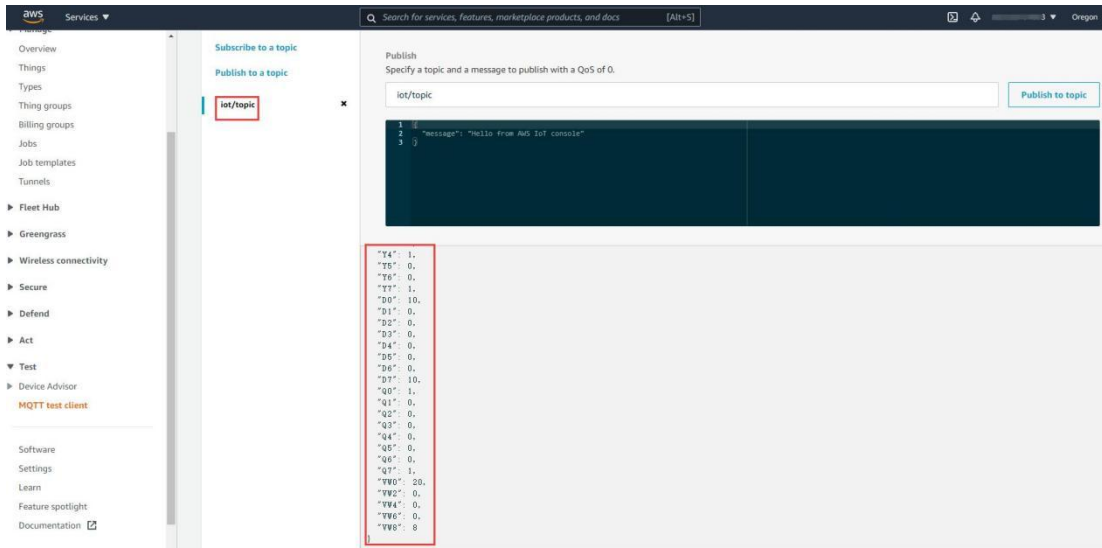 aws
Services ▼
Search for services, features, marketplace products, and docs [Alt+S]
3 ▼ Oregon
Manage
Overview
Things
Types
Thing groups
Billing groups
Jobs
Job templates
Tunnels
Fleet Hub
Greengrass
Wireless connectivity
Secure
Defend
Act
Test
Device Advisor
MQTT test client
Software
Settings
Learn
Feature spotlight
Documentation
Subscribe to a topic
Publish to a topic
iot/topic
Publish
Specify a topic and a message to publish with a QoS of 0.
iot/topic
Publish to topic
1 {
2 "message": "Hello from AWS IoT console"
3 }
"Y4": 1,
"Y5": 0,
"Y6": 0,
"Y7": 1,
"D0": 10,
"D1": 0,
"D2": 0,
"D3": 0,
"D4": 0,
"D5": 0,
"D6": 0,
"D7": 10,
"Q0": 1,
"Q1": 0,
"Q2": 0,
"Q3": 0,
"Q4": 0,
"Q5": 0,
"Q6": 0,
"Q7": 1,
"VW0": 20,
"VW2": 0,
"VW4": 0,
"VW6": 0,
"VW8": 8
}